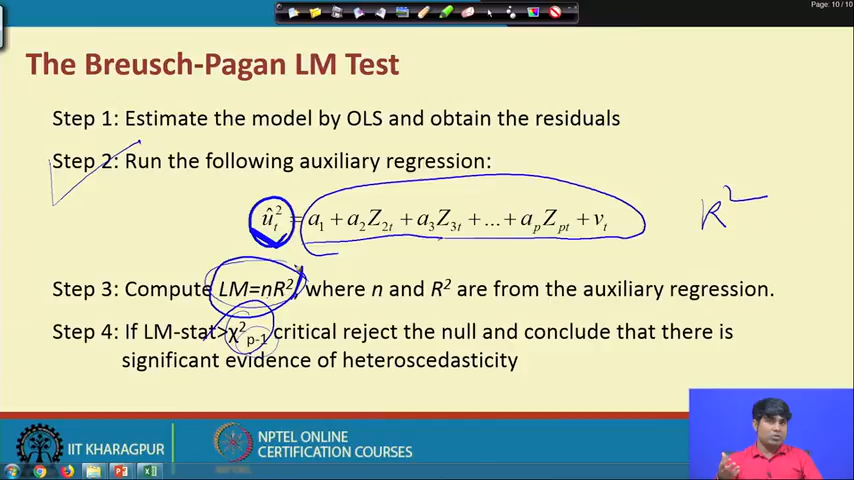 Page: 10 / 10
The Breusch-Pagan LM Test
Step 1: Estimate the model by OLS and obtain the residuals
Step 2: Run the following auxiliary regression:
û²ₜ = a₁ + a₂Z₂ₜ + a₃Z₃ₜ + ... + aₚZₚₜ + vₜ
R²
Step 3: Compute LM=nR², where n and R² are from the auxiliary regression.
Step 4: If LM-stat>χ²p-1 critical reject the null and conclude that there is
significant evidence of heteroscedasticity
IIT KHARAGPUR
NPTEL ONLINE
CERTIFICATION COURSES
NPTEL